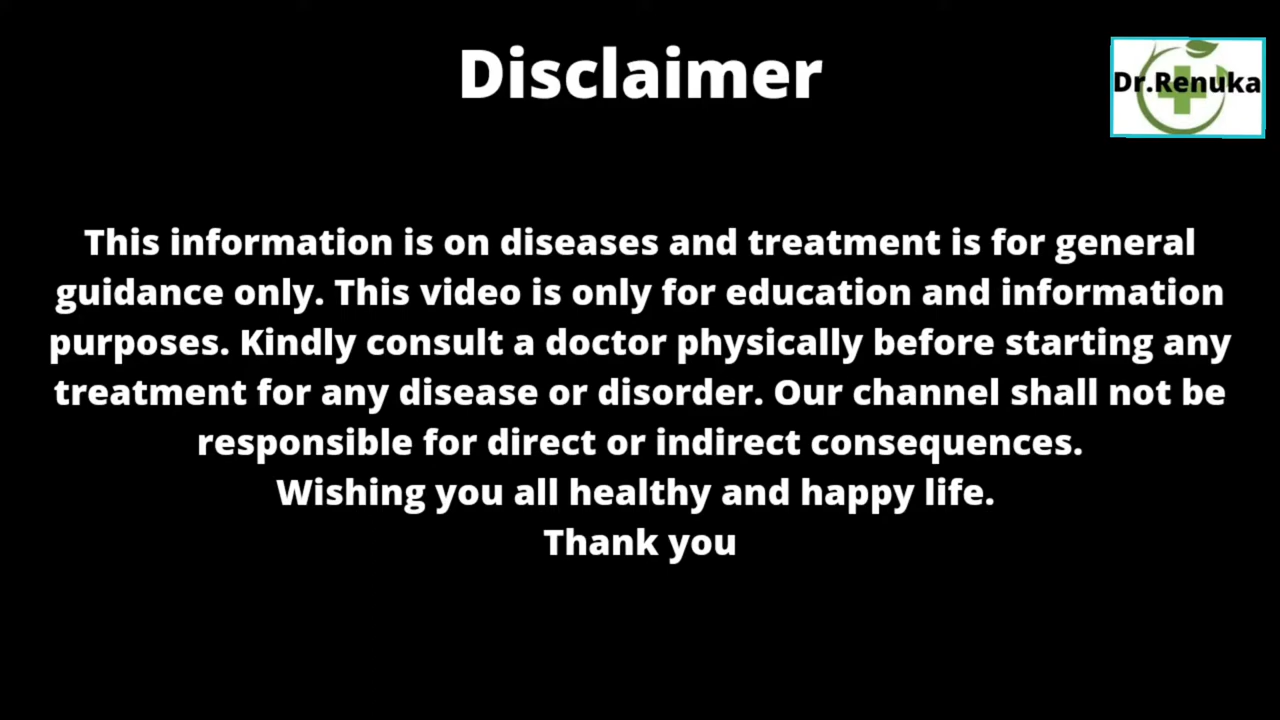 Disclaimer
Dr.Renuka
This information is on diseases and treatment is for general
guidance only. This video is only for education and information
purposes. Kindly consult a doctor physically before starting any
treatment for any disease or disorder. Our channel shall not be
responsible for direct or indirect consequences.
Wishing you all healthy and happy life.
Thank you